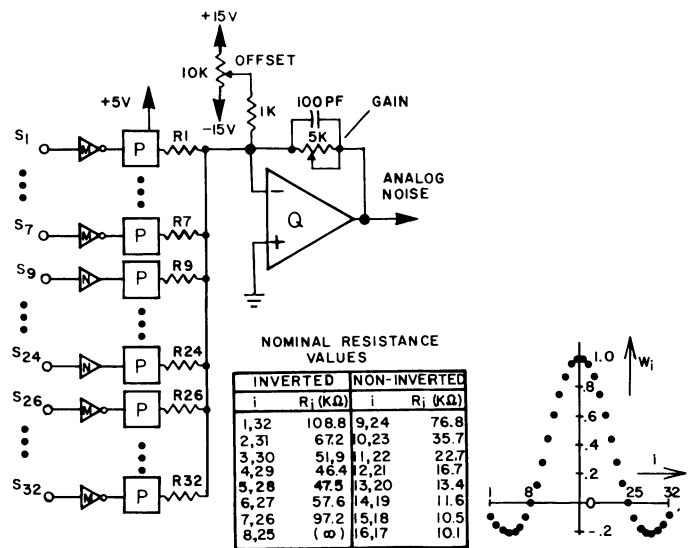 +15V
OFFSET
10K
1K
-15V
+5V
100PF
GAIN
5K
ANALOG
NOISE
S1
M
P
R1
S7
M
P
R7
S9
N
P
R9
Q
S24
N
P
R24
S26
M
P
R26
S32
M
P
R32
NOMINAL RESISTANCE
VALUES
INVERTED NON-INVERTED
i Ri (KΩ) i Ri (KΩ)
1,32 108.8 9,24 76.8
2,31 67.2 10,23 35.7
3,30 51,9 11,22 22.7
4,29 46.4 12,21 16.7
5,28 47.5 13,20 13.4
6,27 57.6 14,19 11.6
7,26 97.2 15,18 10.5
8,25 (∞) 16,17 10.1
1.0
Wi
.8
.6
.4
i
.2
1 8 25 32
0
-.2